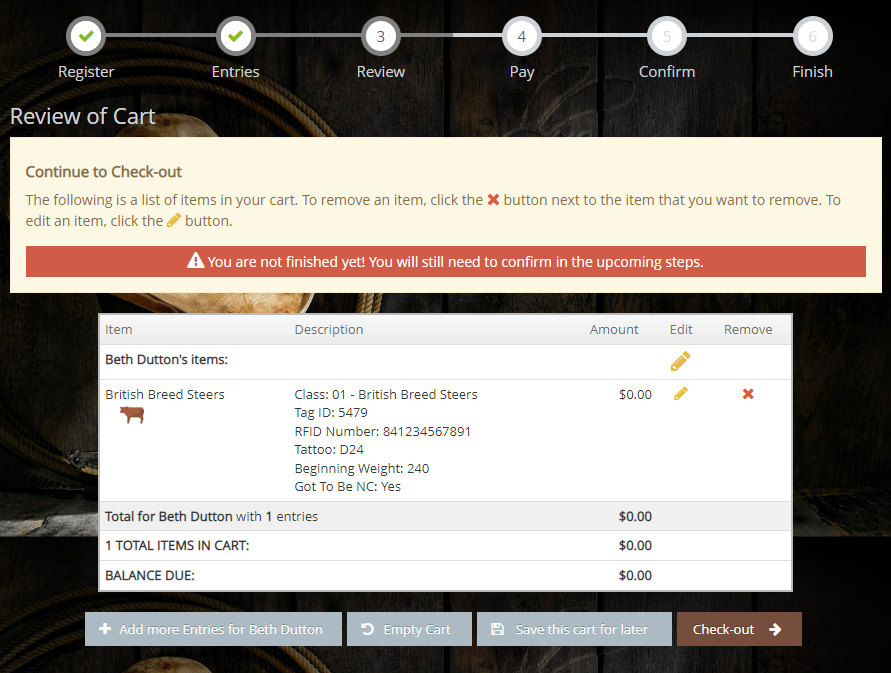 3 4 5 6
Register Entries Review Pay Confirm Finish
Review of Cart
Continue to Check-out
The following is a list of items in your cart. To remove an item, click the button next to the item that you want to remove. To
edit an item, click the button.
You are not finished yet! You will still need to confirm in the upcoming steps.
Item Description Amount Edit Remove
Beth Dutton's items:
British Breed Steers Class: 01 - British Breed Steers $0.00
Tag ID: 5479
RFID Number: 841234567891
Tattoo: D24
Beginning Weight: 240
Got To Be NC: Yes
Total for Beth Dutton with 1 entries $0.00
1 TOTAL ITEMS IN CART: $0.00
BALANCE DUE: $0.00
Add more Entries for Beth Dutton Empty Cart Save this cart for later Check-out